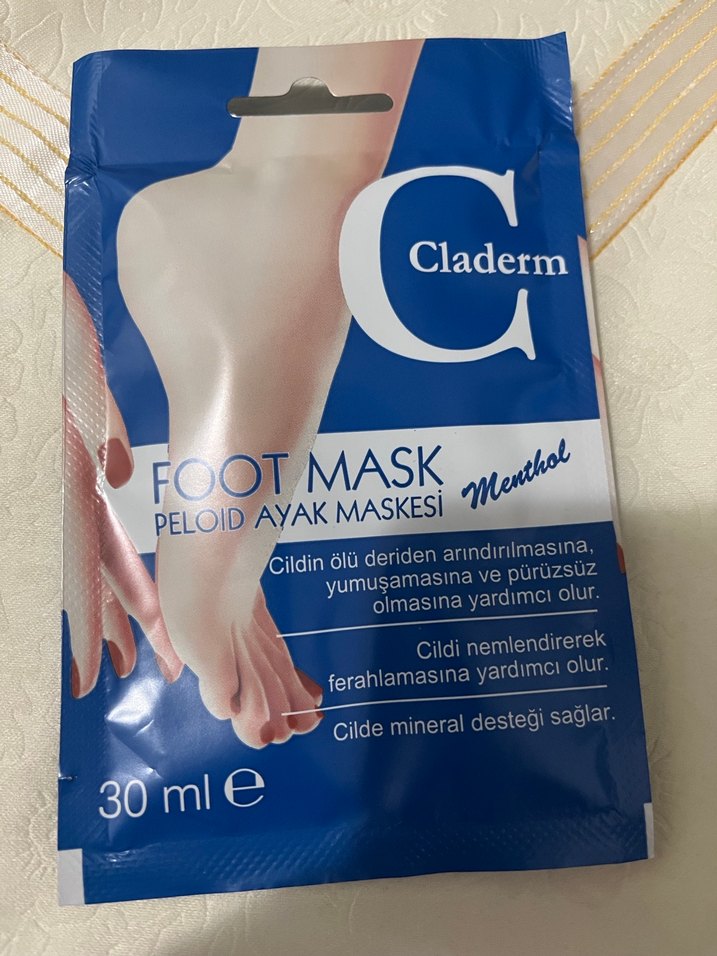 C
Claderm
FOOT MASK
PELOID AYAK MASKESİ
Menthol
Cildin ölü deriden arındırılmasına,
yumuşamasına ve pürüzsüz
olmasına yardımcı olur.
Cildi nemlendirerek
ferahlamasına yardımcı olur.
Cilde mineral desteği sağlar.
30 ml ℮